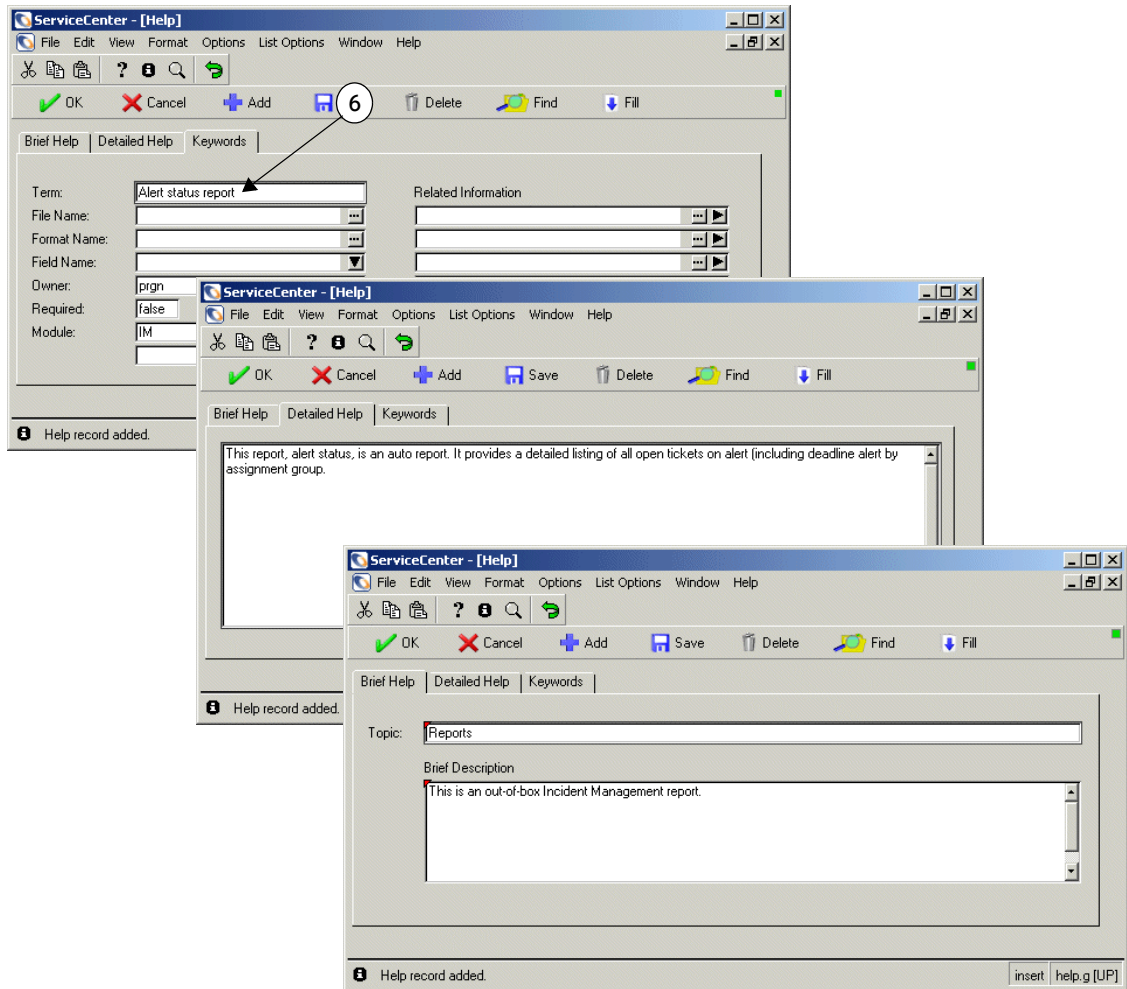 ServiceCenter - [Help]
File Edit View Format Options List Options Window Help
OK Cancel Add 6 Delete Find Fill
Brief Help Detailed Help Keywords
Term: Alert status report Related Information
File Name:
Format Name:
Field Name:
Owner: prgn
Required: false
Module: IM
Help record added.
ServiceCenter - [Help]
File Edit View Format Options List Options Window Help
OK Cancel Add Save Delete Find Fill
Brief Help Detailed Help Keywords
This report, alert status, is an auto report. It provides a detailed listing of all open tickets on alert (including deadline alert by
assignment group.
Help record added.
ServiceCenter - [Help]
File Edit View Format Options List Options Window Help
OK Cancel Add Save Delete Find Fill
Brief Help Detailed Help Keywords
Topic: Reports
Brief Description
This is an out-of-box Incident Management report.
Help record added. insert help.g [UP]